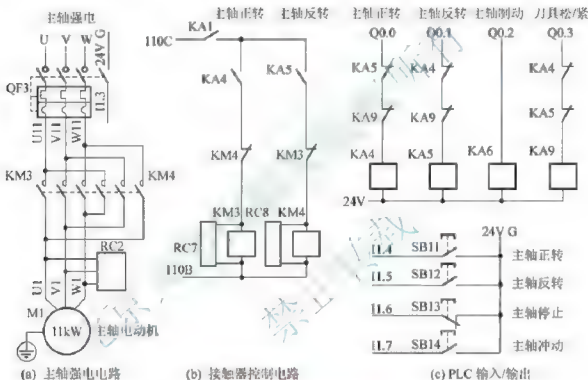 主轴强电
U V W
24V G
QF3
I1.3
U11
V11
W11
KM3
KM4
RC2
U1
V1
W1
M1
11kW
主轴电动机
(a) 主轴强电电路
主轴正转 主轴反转
KA1
110C
KA4
KA5
KM4
KM3
KM3
RC8
KM4
RC7
110B
(b) 接触器控制电路
主轴正转 主轴反转 主轴制动 刀具松/紧
Q0.0 Q0.1 Q0.2 Q0.3
KA5 KA4 KA4
KA9 KA9 KA5
KA4 KA5 KA6 KA9
24V
24V G
I1.4 SB11 主轴正转
I1.5 SB12 主轴反转
I1.6 SB13 主轴停止
I1.7 SB14 主轴冲动
(c) PLC 输入/输出